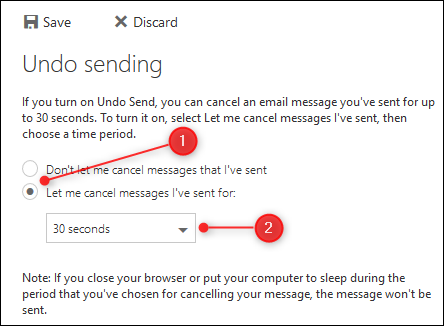 Save Discard
Undo sending
If you turn on Undo Send, you can cancel an email message you've sent for up
to 30 seconds. To turn it on, select Let me cancel messages I've sent, then
choose a time period.
1
Don't let me cancel messages that I've sent
Let me cancel messages I've sent for:
30 seconds
2
Note: If you close your browser or put your computer to sleep during the
period that you've chosen for cancelling your message, the message won't be
sent.